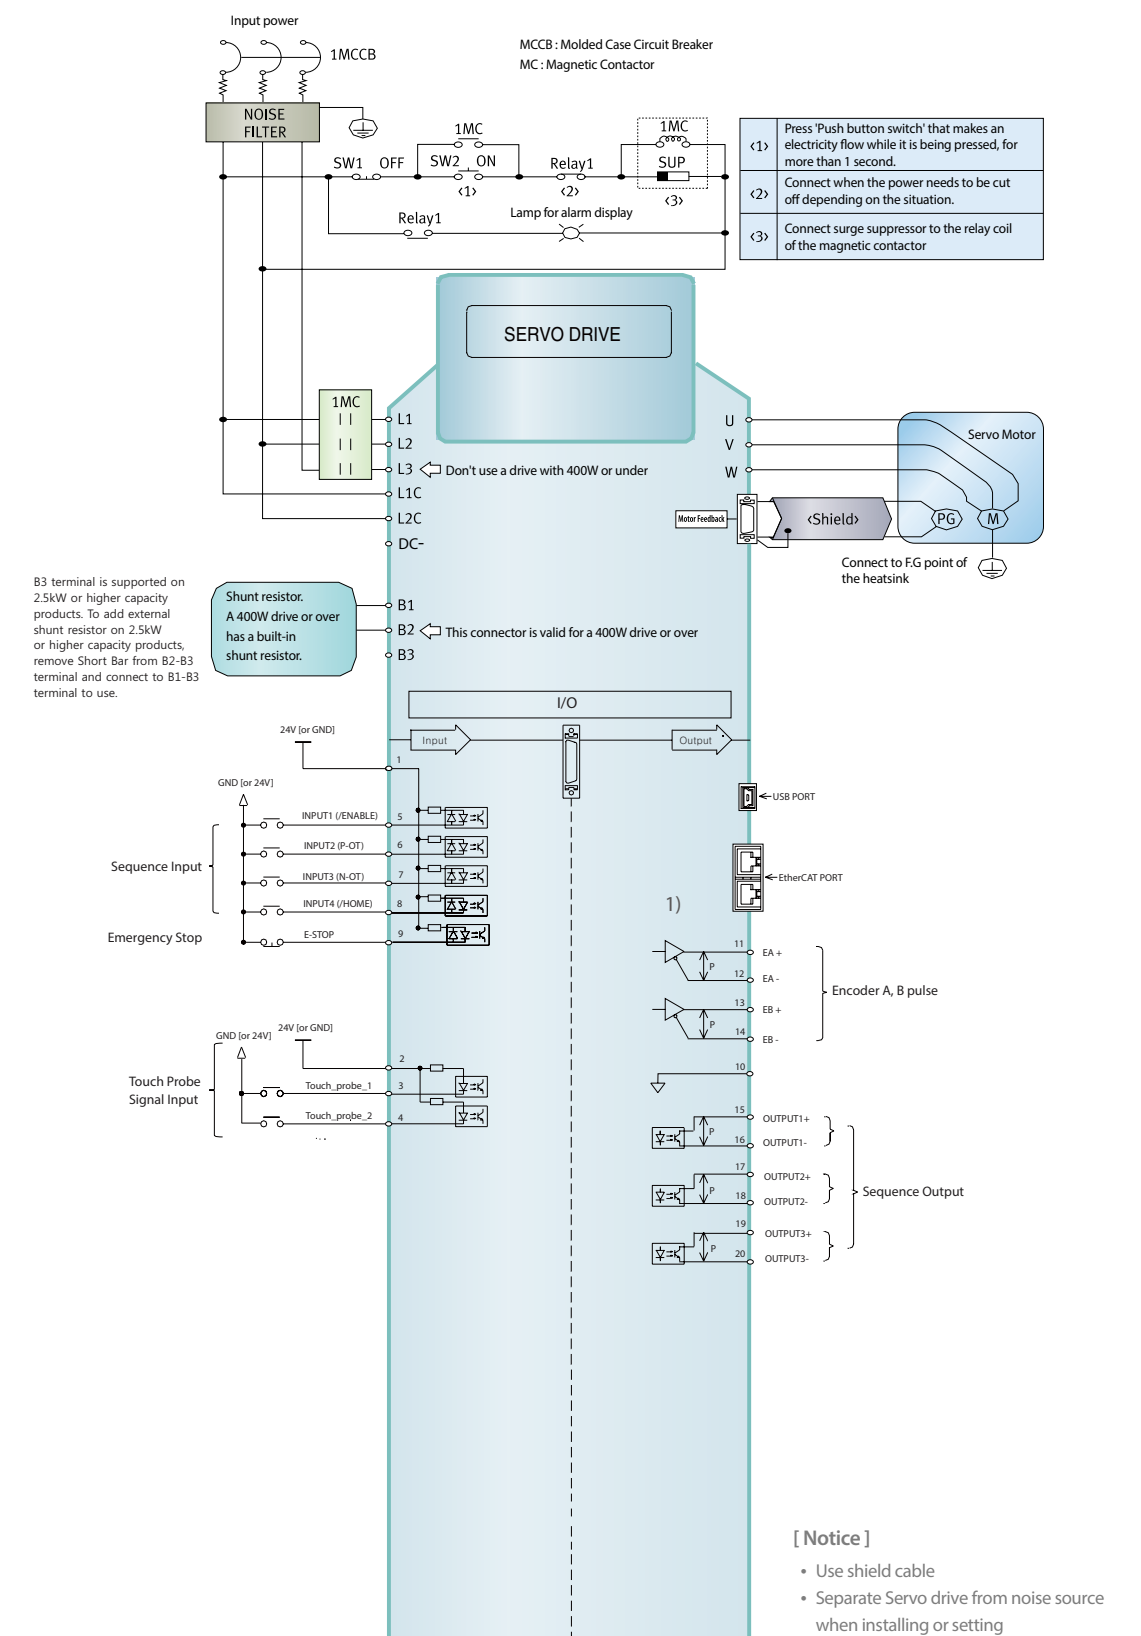 Input power
1MCCB
MCCB : Molded Case Circuit Breaker
MC : Magnetic Contactor
NOISE
FILTER
1MC
1MC
SW1 OFF
SW2 ON
Relay1
SUP
‹1›
‹2›
‹3›
Relay1
Lamp for alarm display
‹1›
Press 'Push button switch' that makes an
electricity flow while it is being pressed, for
more than 1 second.
‹2›
Connect when the power needs to be cut
off depending on the situation.
‹3›
Connect surge suppressor to the relay coil
of the magnetic contactor
SERVO DRIVE
1MC
L1
L2
L3
Don't use a drive with 400W or under
L1C
L2C
DC-
U
V
W
Servo Motor
Motor Feedback
‹Shield›
PG
M
Connect to F.G point of
the heatsink
B3 terminal is supported on
2.5kW or higher capacity
products. To add external
shunt resistor on 2.5kW
or higher capacity products,
remove Short Bar from B2-B3
terminal and connect to B1-B3
terminal to use.
Shunt resistor.
A 400W drive or over
has a built-in
shunt resistor.
B1
B2
This connector is valid for a 400W drive or over
B3
I/O
Input
Output
24V [or GND]
1
GND [or 24V]
INPUT1 (/ENABLE)
5
INPUT2 (P-OT)
6
Sequence Input
INPUT3 (N-OT)
7
INPUT4 (/HOME)
8
Emergency Stop
E-STOP
9
USB PORT
EtherCAT PORT
1)
11
EA +
P
12
EA -
Encoder A, B pulse
13
EB +
P
14
EB -
10
GND [or 24V]
24V [or GND]
2
Touch Probe
Signal Input
Touch_probe_1
3
Touch_probe_2
4
15
OUTPUT1+
P
16
OUTPUT1-
17
OUTPUT2+
P
18
OUTPUT2-
Sequence Output
19
OUTPUT3+
P
20
OUTPUT3-
[ Notice ]
• Use shield cable
• Separate Servo drive from noise source
when installing or setting